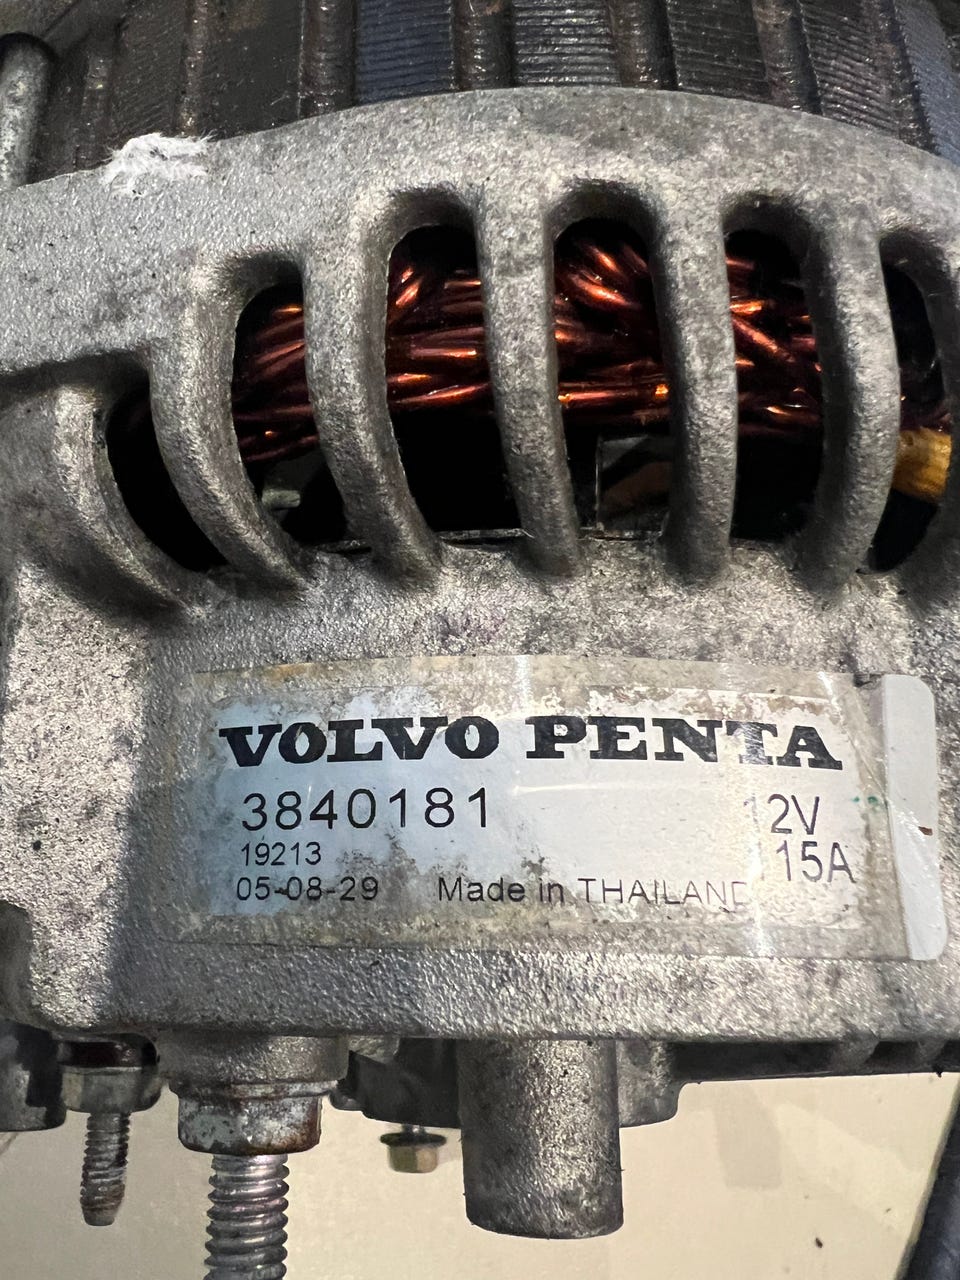 VOLVO PENTA
3840181 12V
19213 15A
05-08-29 Made in THAILAND